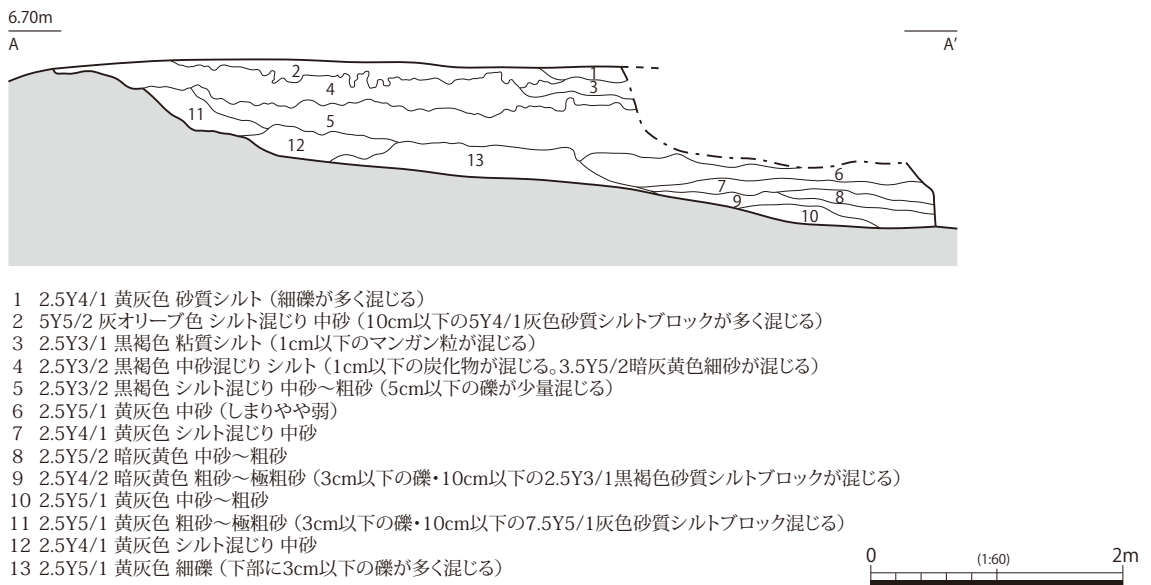 6.70m
A A'
1
2
3
4
5
11
12
13
6
7
8
9
10
1 2.5Y4/1 黄灰色 砂質シルト（細礫が多く混じる）
2 5Y5/2 灰オリーブ色 シルト混じり 中砂（10cm以下の5Y4/1灰色砂質シルトブロックが多く混じる）
3 2.5Y3/1 黒褐色 粘質シルト（1cm以下のマンガン粒が混じる）
4 2.5Y3/2 黒褐色 中砂混じり シルト（1cm以下の炭化物が混じる。3.5Y5/2暗灰黄色細砂が混じる）
5 2.5Y3/2 黒褐色 シルト混じり 中砂～粗砂（5cm以下の礫が少量混じる）
6 2.5Y5/1 黄灰色 中砂（しまりやや弱）
7 2.5Y4/1 黄灰色 シルト混じり 中砂
8 2.5Y5/2 暗灰黄色 中砂～粗砂
9 2.5Y4/2 暗灰黄色 粗砂～極粗砂（3cm以下の礫・10cm以下の2.5Y3/1黒褐色砂質シルトブロックが混じる）
10 2.5Y5/1 黄灰色 中砂～粗砂
11 2.5Y5/1 黄灰色 粗砂～極粗砂（3cm以下の礫・10cm以下の7.5Y5/1灰色砂質シルトブロック混じる）
12 2.5Y4/1 黄灰色 シルト混じり 中砂
13 2.5Y5/1 黄灰色 細礫（下部に3cm以下の礫が多く混じる）
0 (1:60) 2m